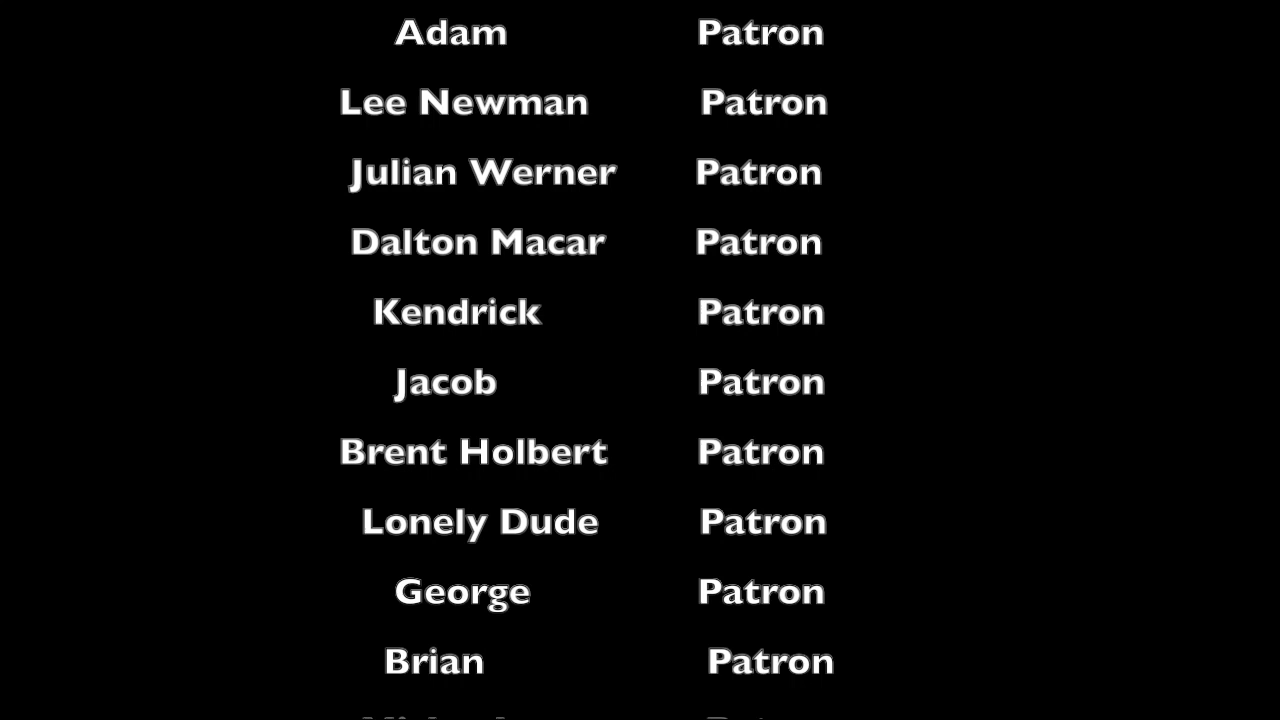 Adam Patron
Lee Newman Patron
Julian Werner Patron
Dalton Macar Patron
Kendrick Patron
Jacob Patron
Brent Holbert Patron
Lonely Dude Patron
George Patron
Brian Patron